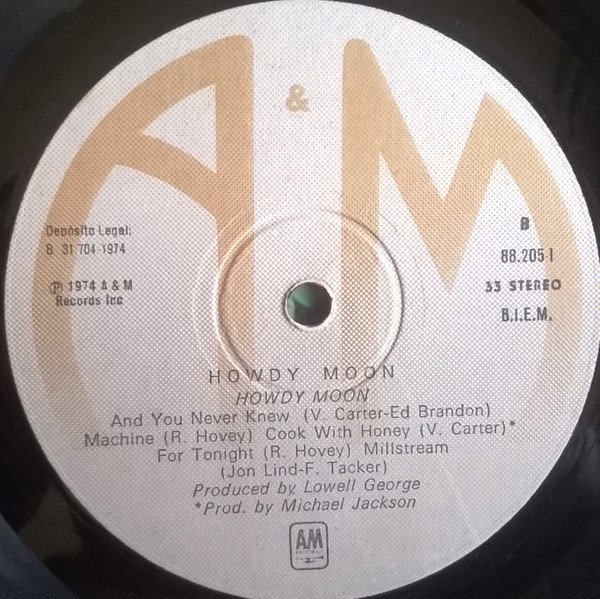 A & M
Depósito Legal:
B 31 704-1974
℗ 1974 A & M
Records Inc
B
88.205 I
33 STEREO
B.I.E.M.
HOWDY MOON
HOWDY MOON
And You Never Knew (V. Carter-Ed Brandon)
Machine (R. Hovey) Cook With Honey (V. Carter)*
For Tonight (R. Hovey) Millstream
(Jon Lind-F. Tacker)
Produced by Lowell George
*Prod. by Michael Jackson
AM